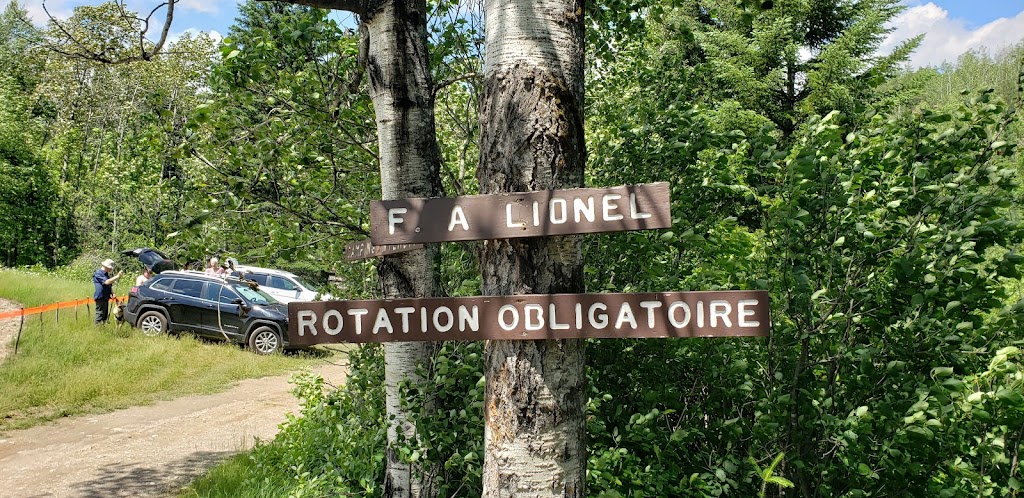 F. A LIONEL
ROTATION OBLIGATOIRE